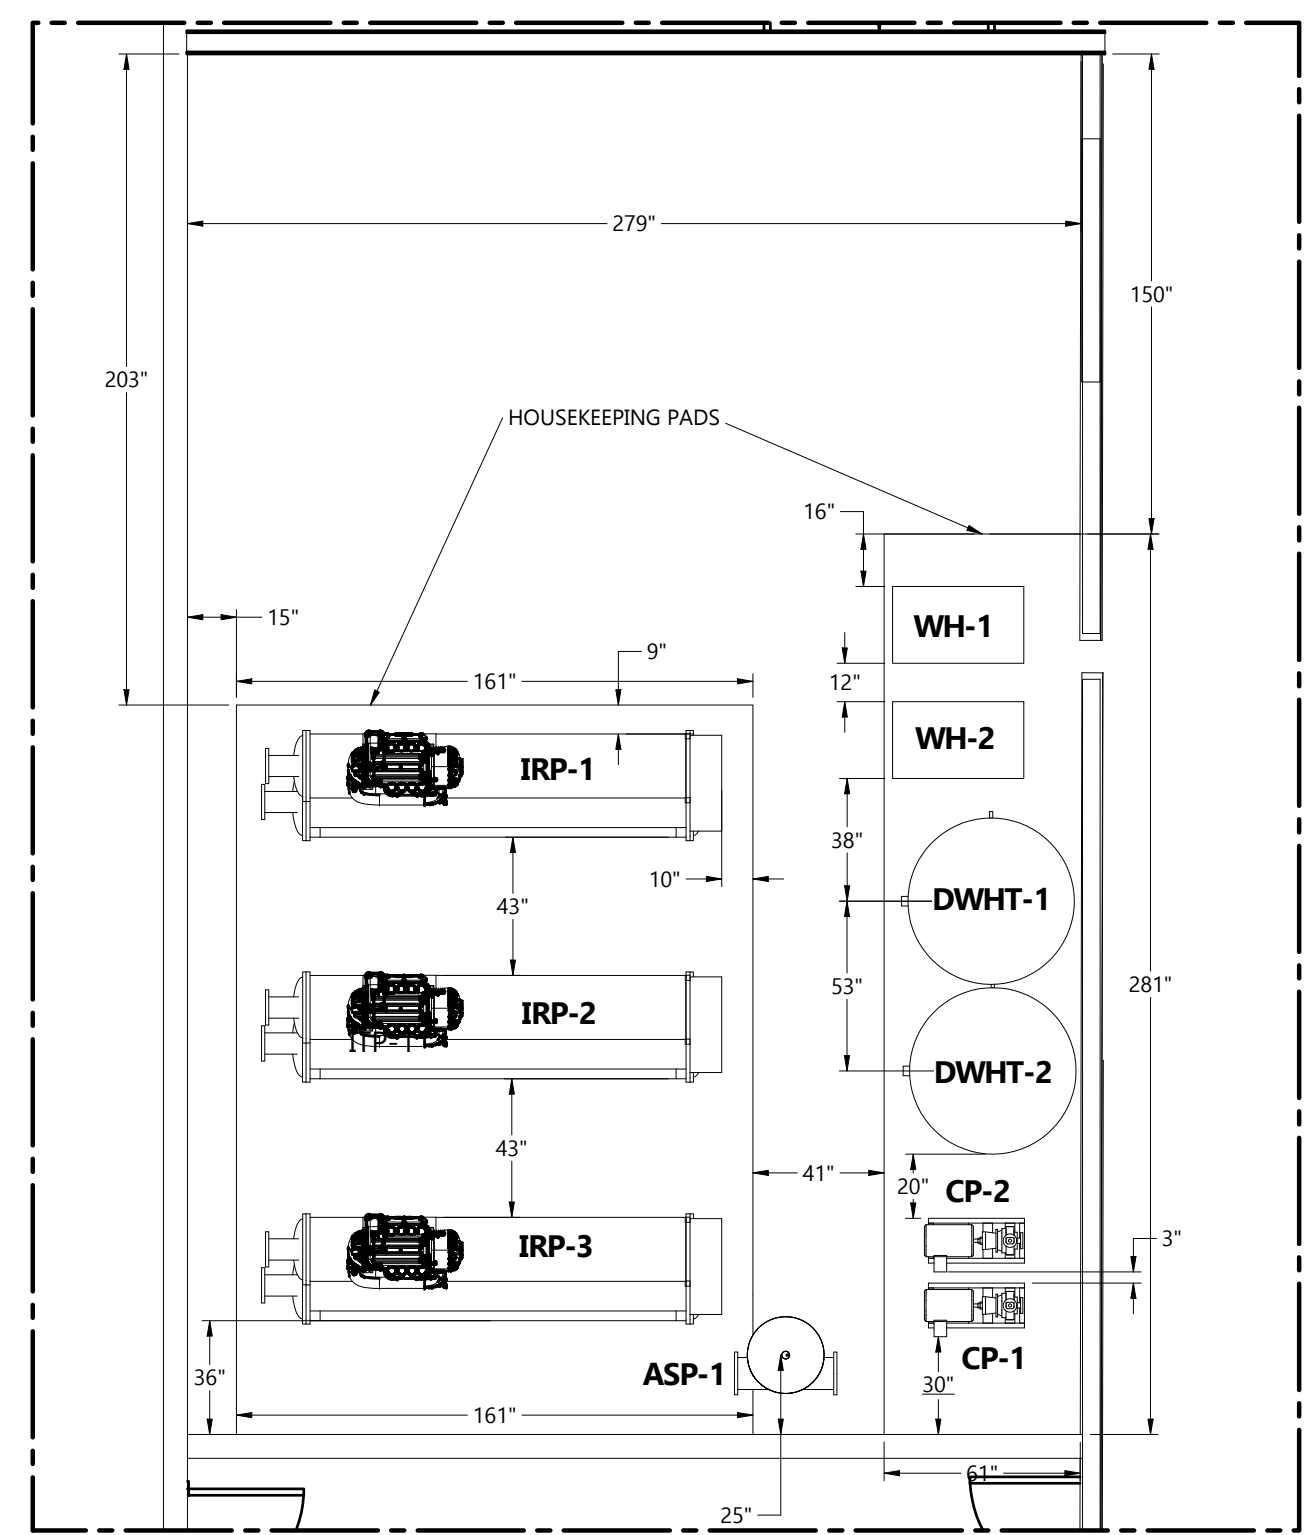 279"
150"
203"
HOUSEKEEPING PADS
16"
15"
WH-1
9"
161"
12"
WH-2
IRP-1
38"
10"
DWHT-1
43"
281"
53"
IRP-2
DWHT-2
43"
41"
20"
CP-2
3"
IRP-3
CP-1
ASP-1
36"
30"
161"
61"
25"